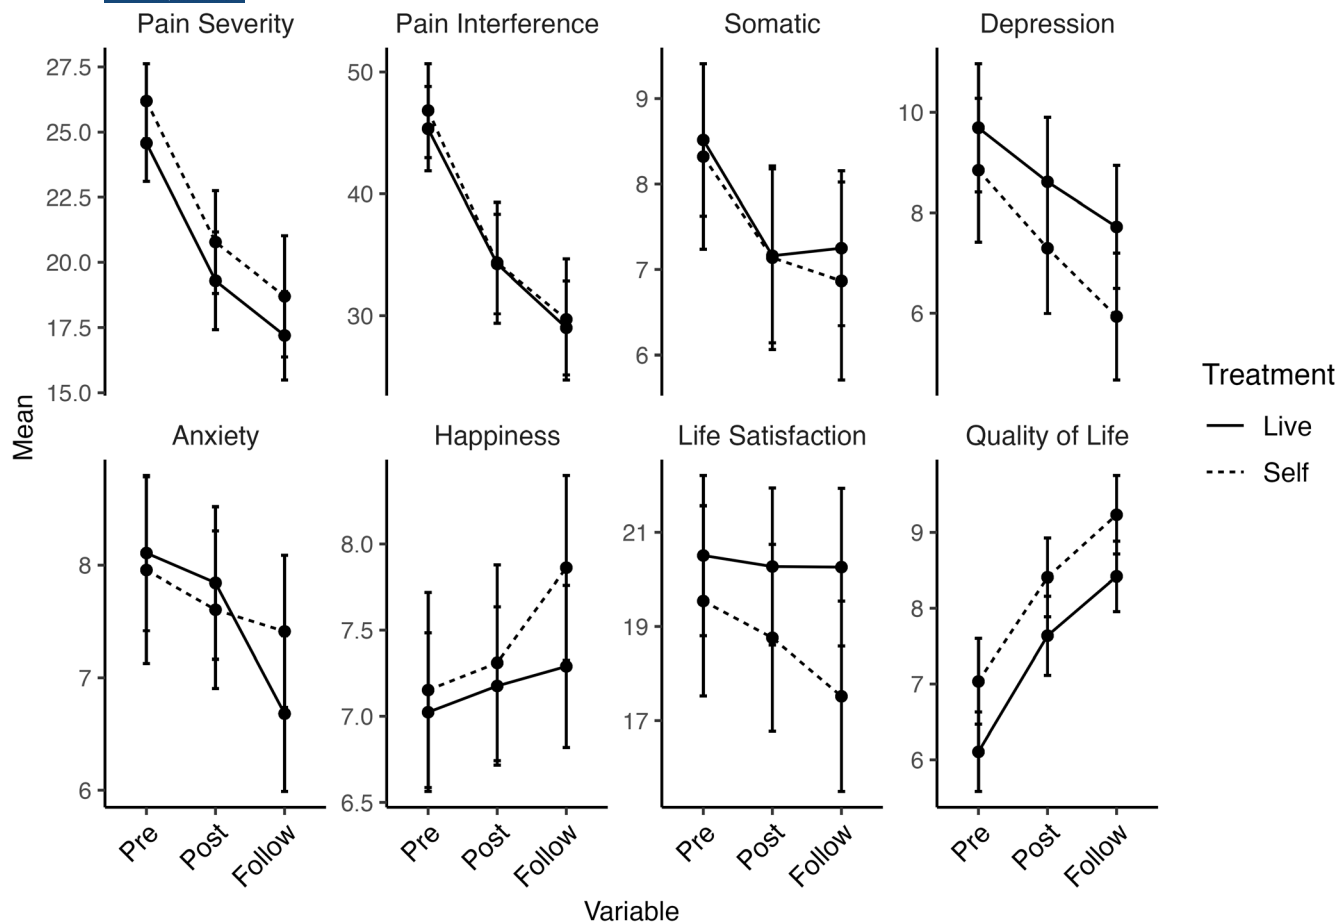 Pain Severity
Pain Interference
Somatic
Depression
27.5
25.0
22.5
20.0
17.5
15.0
50
40
30
9
8
7
6
10
8
6
Mean
Anxiety
Happiness
Life Satisfaction
Quality of Life
8
7
6
8.0
7.5
7.0
6.5
21
19
17
9
8
7
6
Pre
Post
Follow
Pre
Post
Follow
Pre
Post
Follow
Pre
Post
Follow
Variable
Treatment
Live
Self